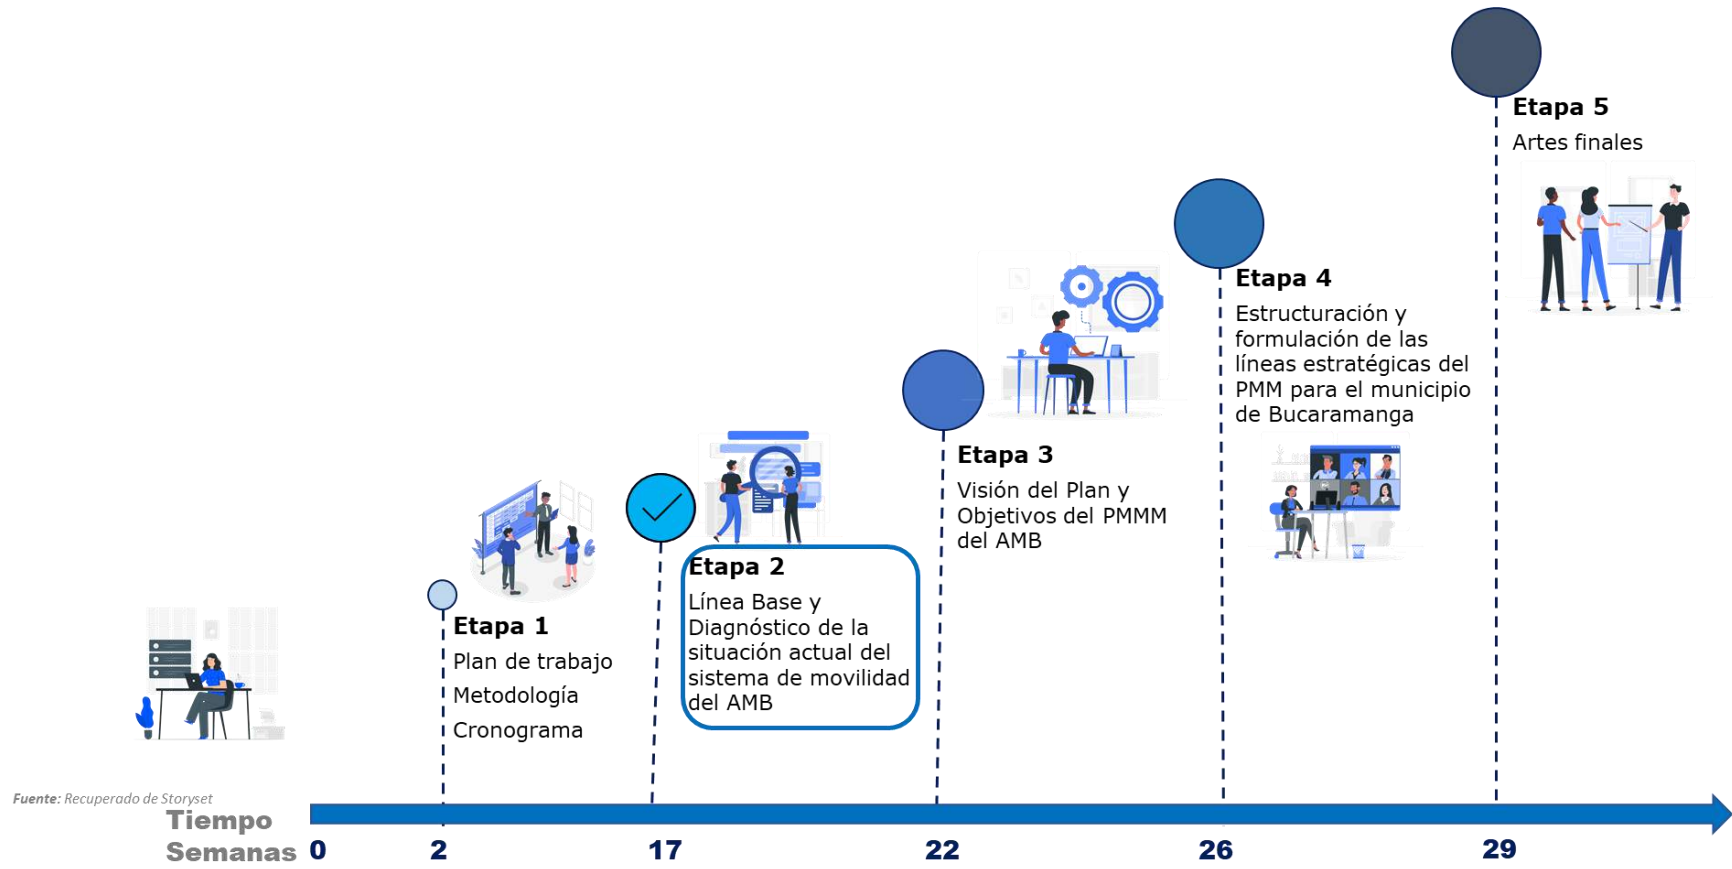 Etapa 5
Artes finales
Etapa 4
Estructuración y
formulación de las
líneas estratégicas del
PMM para el municipio
de Bucaramanga
Etapa 3
Visión del Plan y
Objetivos del PMMM
del AMB
Etapa 2
Línea Base y
Diagnóstico de la
situación actual del
sistema de movilidad
del AMB
Etapa 1
Plan de trabajo
Metodología
Cronograma
Fuente: Recuperado de Storyset
Tiempo
Semanas 0 2 17 22 26 29